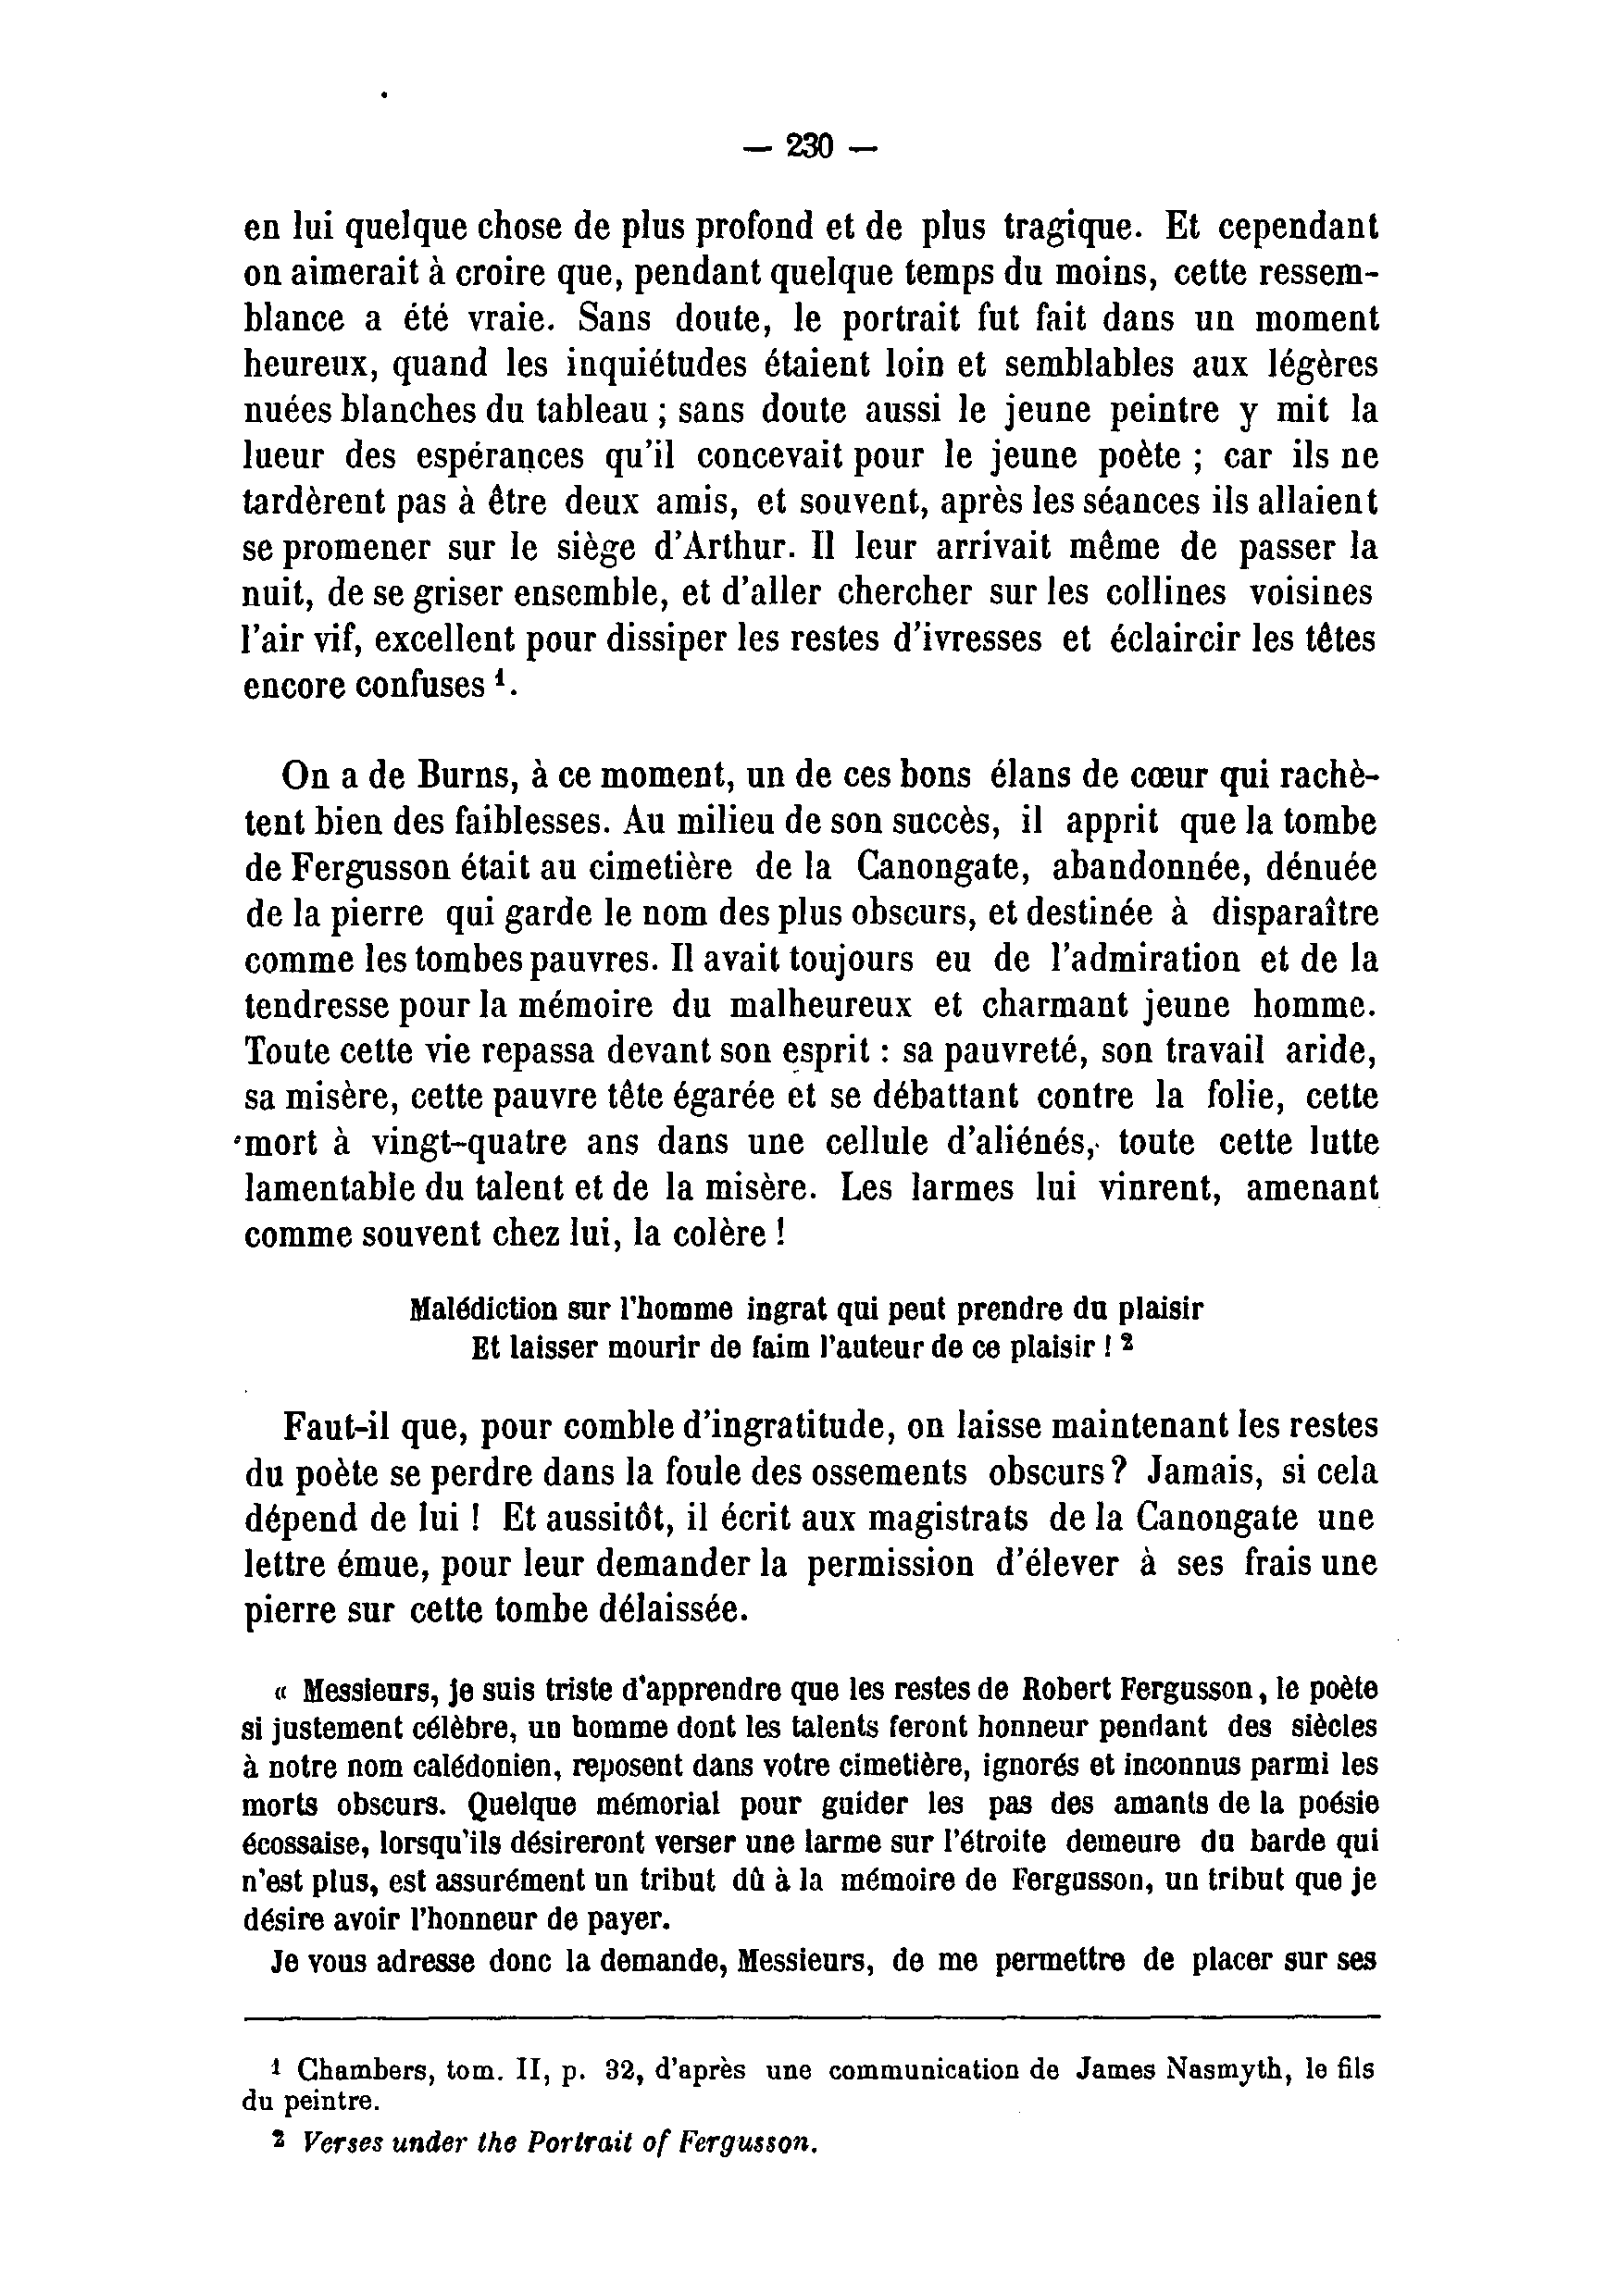 — 230 —
en lui quelque chose de plus profond et de plus tragique. Et cependant
on aimerait à croire que, pendant quelque temps du moins, cette ressem-
blance a été vraie. Sans doute, le portrait fut fait dans un moment
heureux, quand les inquiétudes étaient loin et semblables aux légères
nuées blanches du tableau ; sans doute aussi le jeune peintre y mit la
lueur des espérances qu'il concevait pour le jeune poète ; car ils ne
tardèrent pas à être deux amis, et souvent, après les séances ils allaient
se promener sur le siège d'Arthur. Il leur arrivait même de passer la
nuit, de se griser ensemble, et d'aller chercher sur les collines voisines
l'air vif, excellent pour dissiper les restes d'ivresses et éclaircir les têtes
encore confuses ¹.
On a de Burns, à ce moment, un de ces bons élans de cœur qui rachè-
tent bien des faiblesses. Au milieu de son succès, il apprit que la tombe
de Fergusson était au cimetière de la Canongate, abandonnée, dénuée
de la pierre qui garde le nom des plus obscurs, et destinée à disparaître
comme les tombes pauvres. Il avait toujours eu de l'admiration et de la
tendresse pour la mémoire du malheureux et charmant jeune homme.
Toute cette vie repassa devant son esprit : sa pauvreté, son travail aride,
sa misère, cette pauvre tête égarée et se débattant contre la folie, cette
mort à vingt-quatre ans dans une cellule d'aliénés, toute cette lutte
lamentable du talent et de la misère. Les larmes lui vinrent, amenant
comme souvent chez lui, la colère !
Malédiction sur l'homme ingrat qui peut prendre du plaisir
Et laisser mourir de faim l'auteur de ce plaisir ! ²
Faut-il que, pour comble d'ingratitude, on laisse maintenant les restes
du poète se perdre dans la foule des ossements obscurs ? Jamais, si cela
dépend de lui ! Et aussitôt, il écrit aux magistrats de la Canongate une
lettre émue, pour leur demander la permission d'élever à ses frais une
pierre sur cette tombe délaissée.
« Messieurs, je suis triste d'apprendre que les restes de Robert Fergusson, le poète
si justement célèbre, un homme dont les talents feront honneur pendant des siècles
à notre nom calédonien, reposent dans votre cimetière, ignorés et inconnus parmi les
morts obscurs. Quelque mémorial pour guider les pas des amants de la poésie
écossaise, lorsqu'ils désireront verser une larme sur l'étroite demeure du barde qui
n'est plus, est assurément un tribut dû à la mémoire de Fergusson, un tribut que je
désire avoir l'honneur de payer.
Je vous adresse donc la demande, Messieurs, de me permettre de placer sur ses
¹ Chambers, tom. II, p. 32, d'après une communication de James Nasmyth, le fils
du peintre.
² Verses under the Portrait of Fergusson.